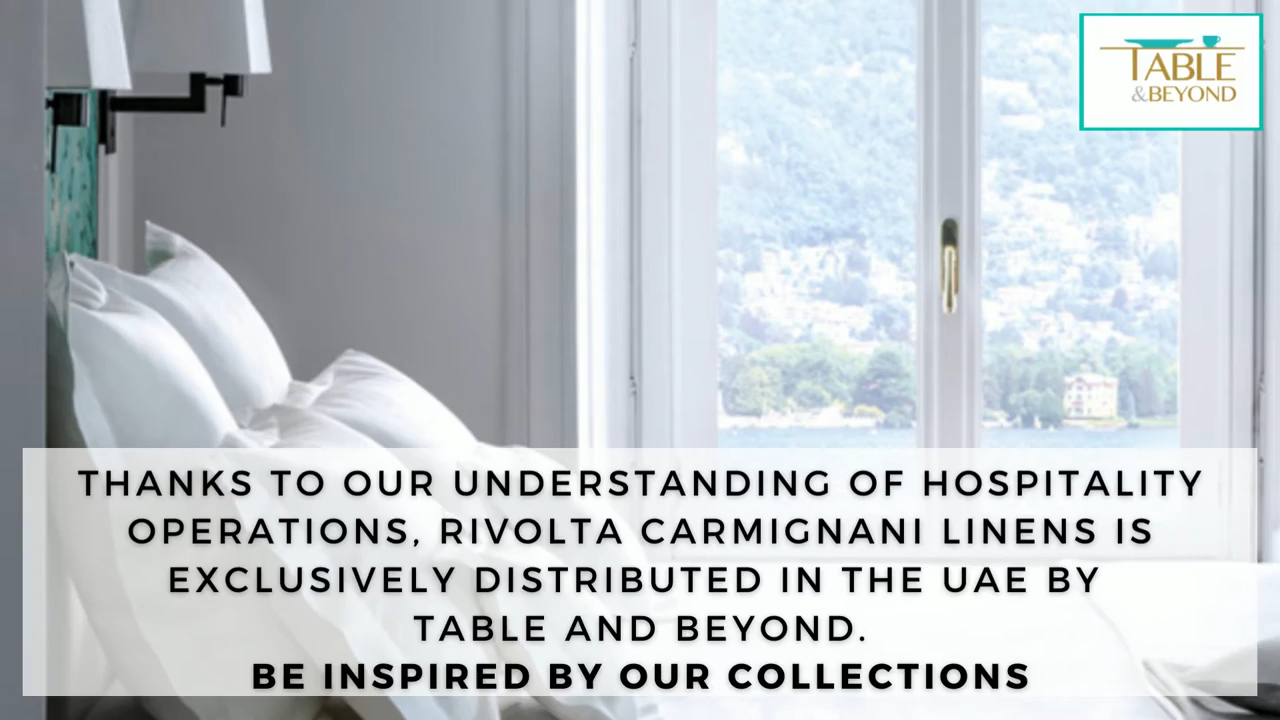 TABLE
&BEYOND
THANKS TO OUR UNDERSTANDING OF HOSPITALITY
OPERATIONS, RIVOLTA CARMIGNANI LINENS IS
EXCLUSIVELY DISTRIBUTED IN THE UAE BY
TABLE AND BEYOND.
BE INSPIRED BY OUR COLLECTIONS